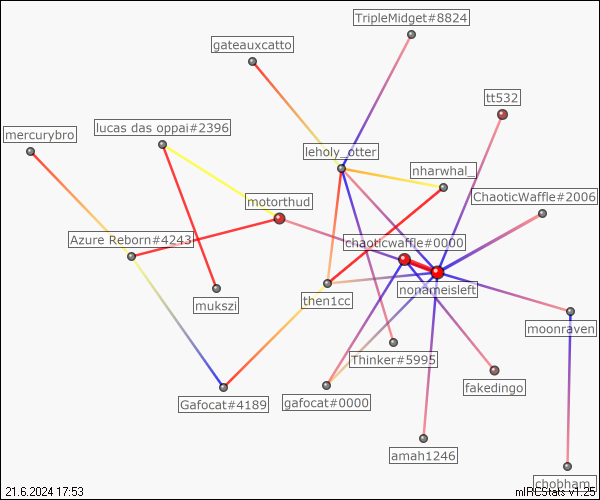 TripleMidget#8824
gateauxcatto
tt532
lucas das oppai#2396
mercurybro
leholy_otter
nharwhal_
ChaoticWaffle#2006
motorthud
Azure Reborn#4243
chaoticwaffle#0000
nonameisleft
mukszi
then1cc
moonraven
Thinker#5995
fakedingo
Gafocat#4189
gafocat#0000
amah1246
chobham_
21.6.2024 17:53
mIRCStats v1.25